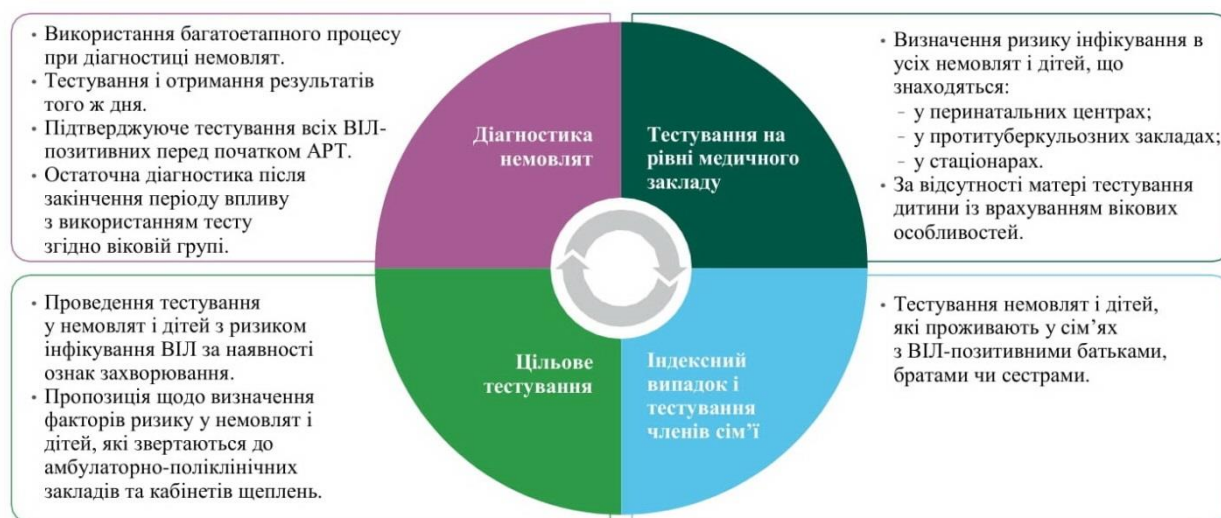 • Використання багатоетапного процесу
при діагностиці немовлят.
• Тестування і отримання результатів
того ж дня.
• Підтверджуюче тестування всіх ВІЛ-
позитивних перед початком АРТ.
• Остаточна діагностика після
закінчення періоду впливу
з використанням тесту
згідно віковій групі.
Діагностика
немовлят
Тестування на
рівні медичного
закладу
• Визначення ризику інфікування в
усіх немовлят і дітей, що
знаходяться:
- у перинатальних центрах;
- у протитуберкульозних закладах;
- у стаціонарах.
• За відсутності матері тестування
дитини із врахуванням вікових
особливостей.
• Проведення тестування
у немовлят і дітей з ризиком
інфікування ВІЛ за наявності
ознак захворювання.
• Пропозиція щодо визначення
факторів ризику у немовлят і
дітей, які звертаються до
амбулаторно-поліклінічних
закладів та кабінетів щеплень.
Цільове
тестування
Індексний
випадок і
тестування
членів сім’ї
• Тестування немовлят і дітей,
які проживають у сім’ях
з ВІЛ-позитивними батьками,
братами чи сестрами.